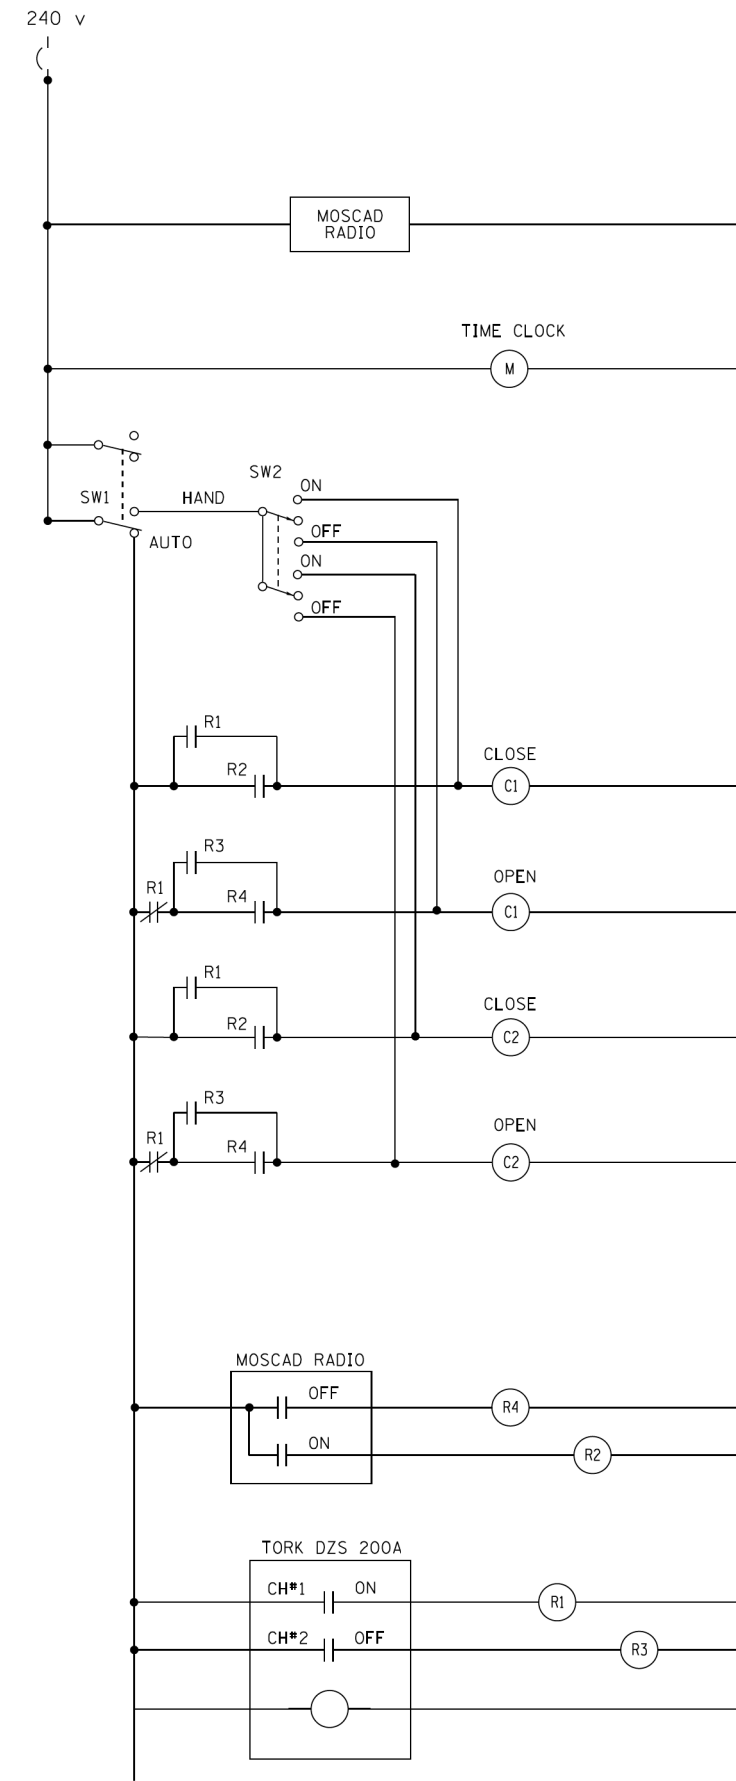 240 v
MOSCAD
RADIO
TIME CLOCK
M
SW2
ON
SW1
HAND
OFF
AUTO
ON
OFF
R1
CLOSE
R2
C1
R3
OPEN
R1
R4
C1
R1
CLOSE
R2
C2
R3
OPEN
R1
R4
C2
MOSCAD RADIO
OFF
R4
ON
R2
TORK DZS 200A
CH#1 ON
R1
CH#2 OFF
R3